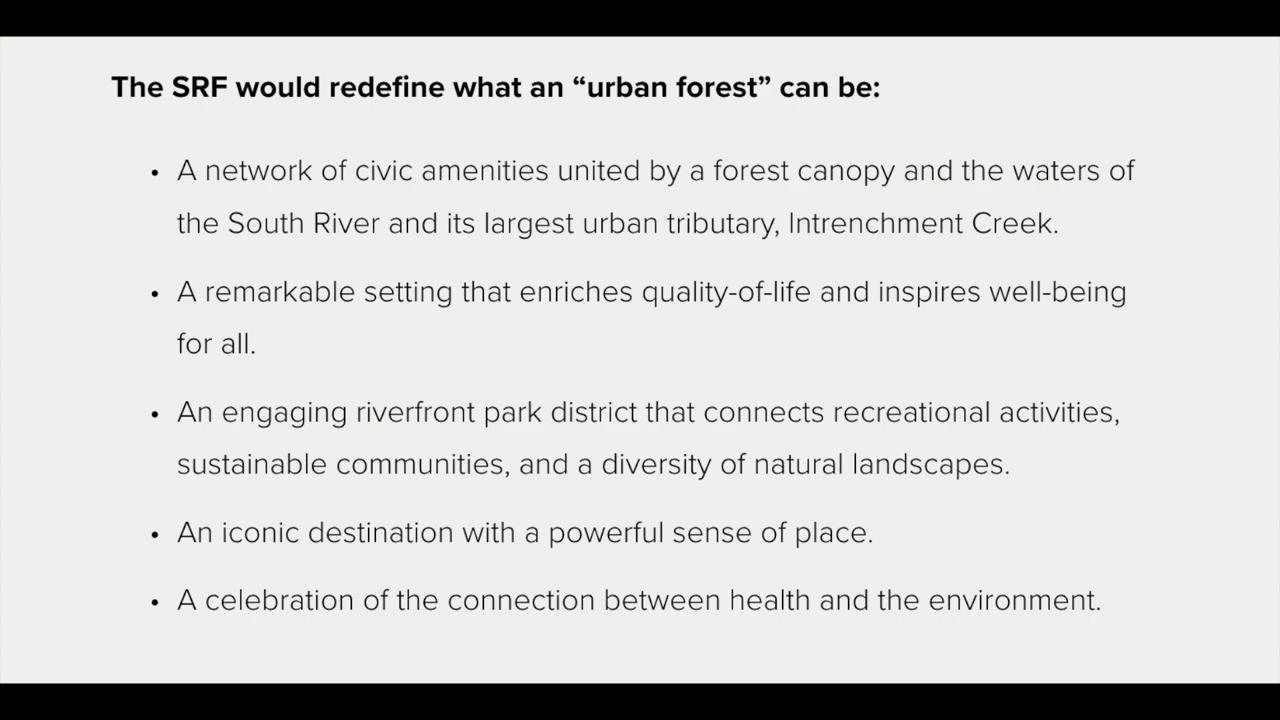 The SRF would redefine what an “urban forest” can be:
• A network of civic amenities united by a forest canopy and the waters of
the South River and its largest urban tributary, Intrenchment Creek.
• A remarkable setting that enriches quality-of-life and inspires well-being
for all.
• An engaging riverfront park district that connects recreational activities,
sustainable communities, and a diversity of natural landscapes.
• An iconic destination with a powerful sense of place.
• A celebration of the connection between health and the environment.